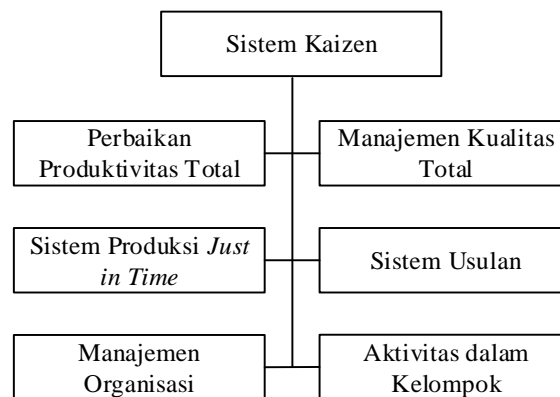 Sistem Kaizen
Perbaikan
Produktivitas Total
Manajemen Kualitas
Total
Sistem Produksi Just
in Time
Sistem Usulan
Manajemen
Organisasi
Aktivitas dalam
Kelompok